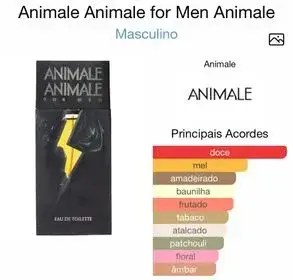 Animale Animale for Men Animale
Masculino
ANIMALE
ANIMALE
FOR MEN
EAU DE TOILETTE
Animale
ANIMALE
Principais Acordes
doce
mel
amadeirado
baunilha
frutado
tabaco
atalcado
patchouli
floral
âmbar